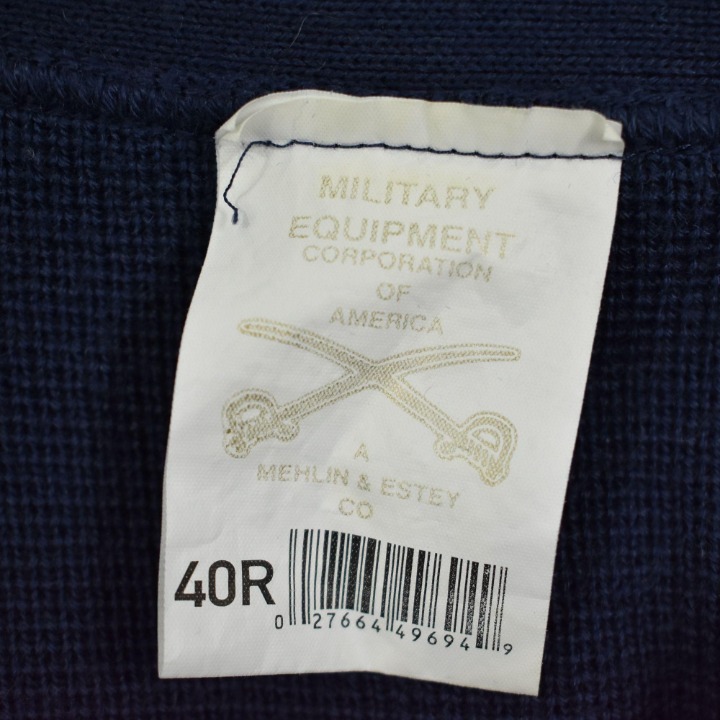 MILITARY
EQUIPMENT
CORPORATION
OF
AMERICA
A
MEHLIN & ESTEY
CO
40R
0 27664 49694 9